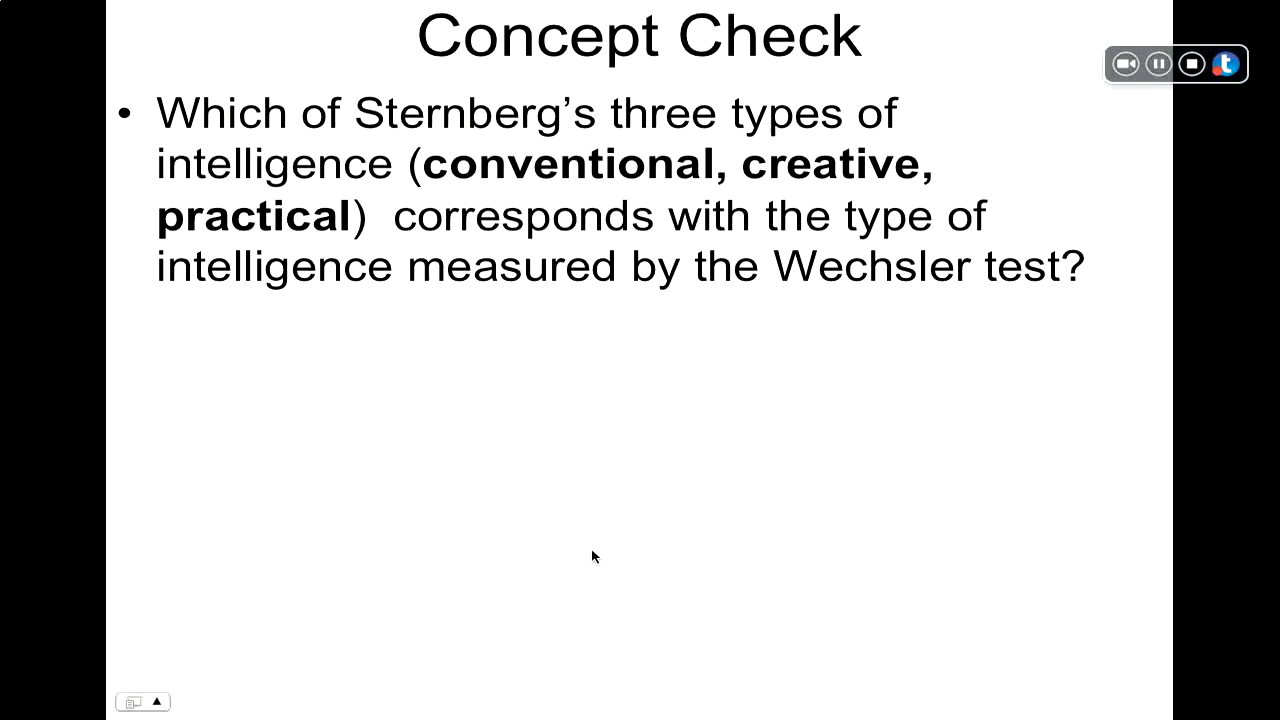 Concept Check
• Which of Sternberg’s three types of
intelligence (conventional, creative,
practical)  corresponds with the type of
intelligence measured by the Wechsler test?
t